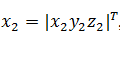 x₂ = |x₂y₂z₂|ᵀ,